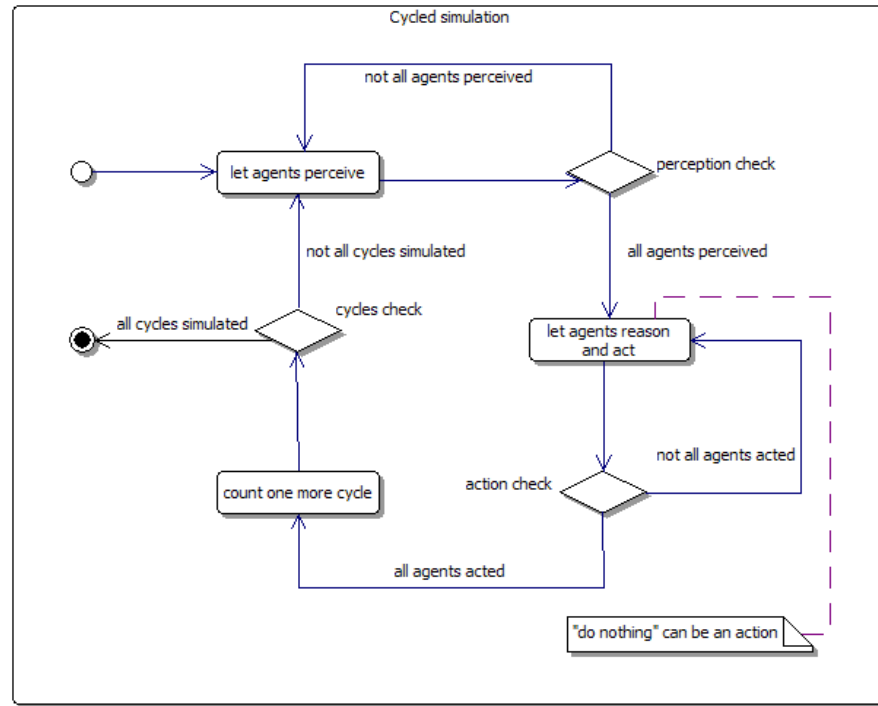 Cycled simulation
not all agents perceived
let agents perceive
perception check
not all cycles simulated
all agents perceived
cycles check
all cycles simulated
let agents reason
and act
not all agents acted
action check
count one more cycle
all agents acted
"do nothing" can be an action